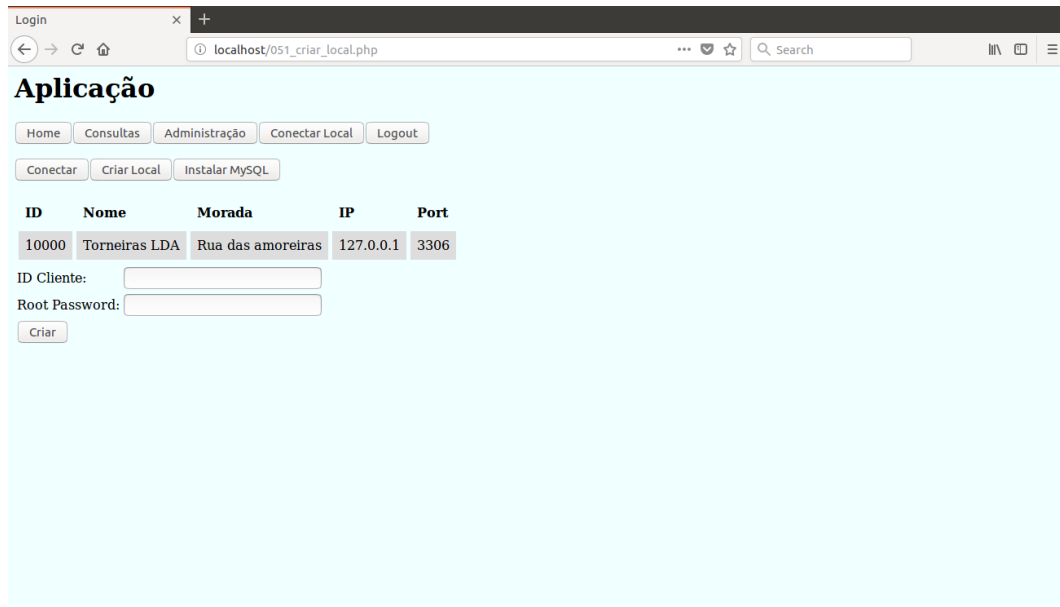 Login
localhost/051_criar_local.php
Search
Aplicação
Home Consultas Administração Conectar Local Logout
Conectar Criar Local Instalar MySQL
ID Nome Morada IP Port
10000 Torneiras LDA Rua das amoreiras 127.0.0.1 3306
ID Cliente:
Root Password:
Criar